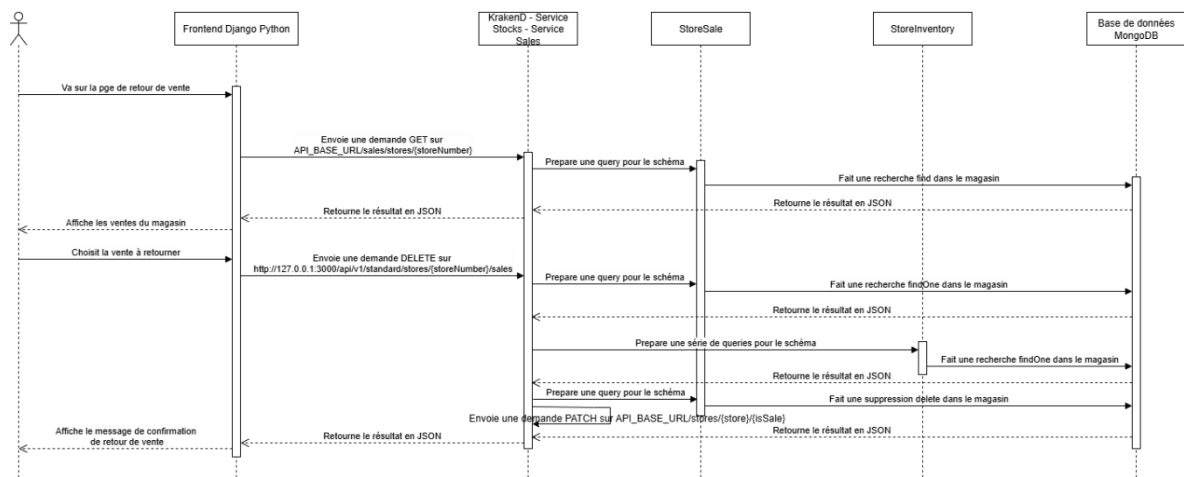 Frontend Django Python
KrakenD - Service
Stocks - Service
Sales
StoreSale
StoreInventory
Base de données
MongoDB
Va sur la pge de retour de vente
Envoie une demande GET sur
API_BASE_URL/sales/stores/{storeNumber}
Prepare une query pour le schéma
Fait une recherche find dans le magasin
Retourne le résultat en JSON
Retourne le résultat en JSON
Affiche les ventes du magasin
Choisit la vente à retourner
Envoie une demande DELETE sur
http://127.0.0.1:3000/api/v1/standard/stores/{storeNumber}/sales
Prepare une query pour le schéma
Fait une recherche findOne dans le magasin
Retourne le résultat en JSON
Prepare une série de queries pour le schéma
Fait une recherche findOne dans le magasin
Retourne le résultat en JSON
Prepare une query pour le schéma
Fait une suppression delete dans le magasin
Envoie une demande PATCH sur API_BASE_URL/stores/{store}/{isSale}
Retourne le résultat en JSON
Retourne le résultat en JSON
Affiche le message de confirmation
de retour de vente